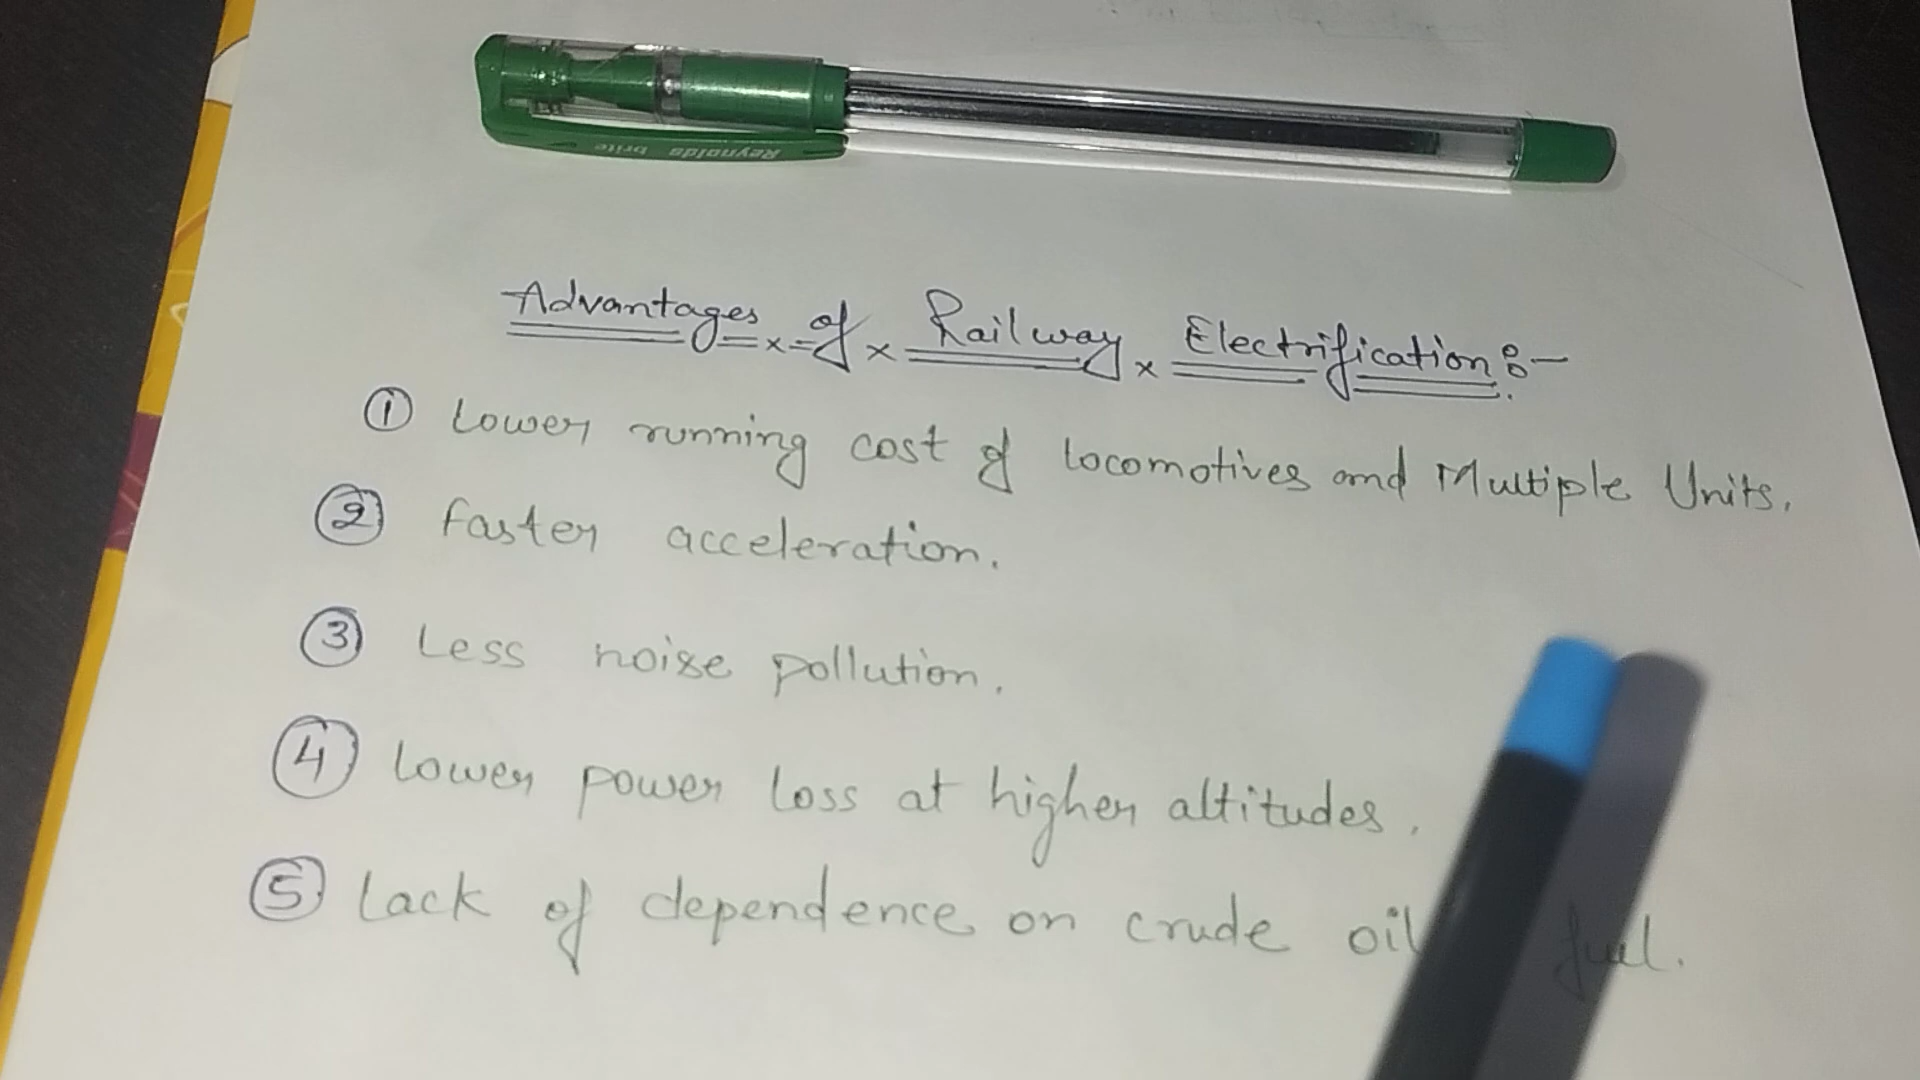 Reynolds brite
Advantages of Railway Electrification:-
① Lower running cost of locomotives and Multiple Units.
② faster acceleration.
③ Less noise pollution.
④ Lower power loss at higher altitudes.
⑤ Lack of dependence on crude oil fuel.